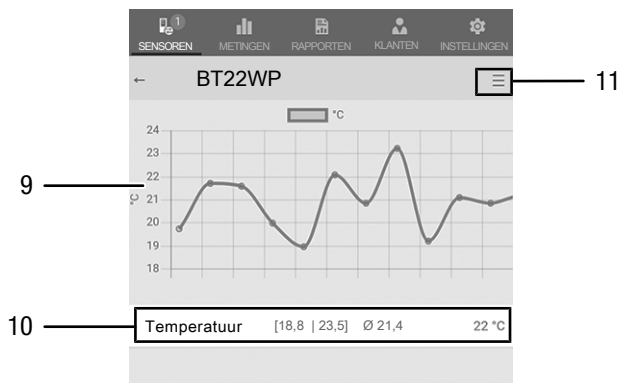 1
SENSOREN METINGEN RAPPORTEN KLANTEN INSTELLINGEN
← BT22WP
11
°C
24
23
22
21
20
19
18
°C
9
10
Temperatuur [18,8 | 23,5] Ø 21,4 22 °C